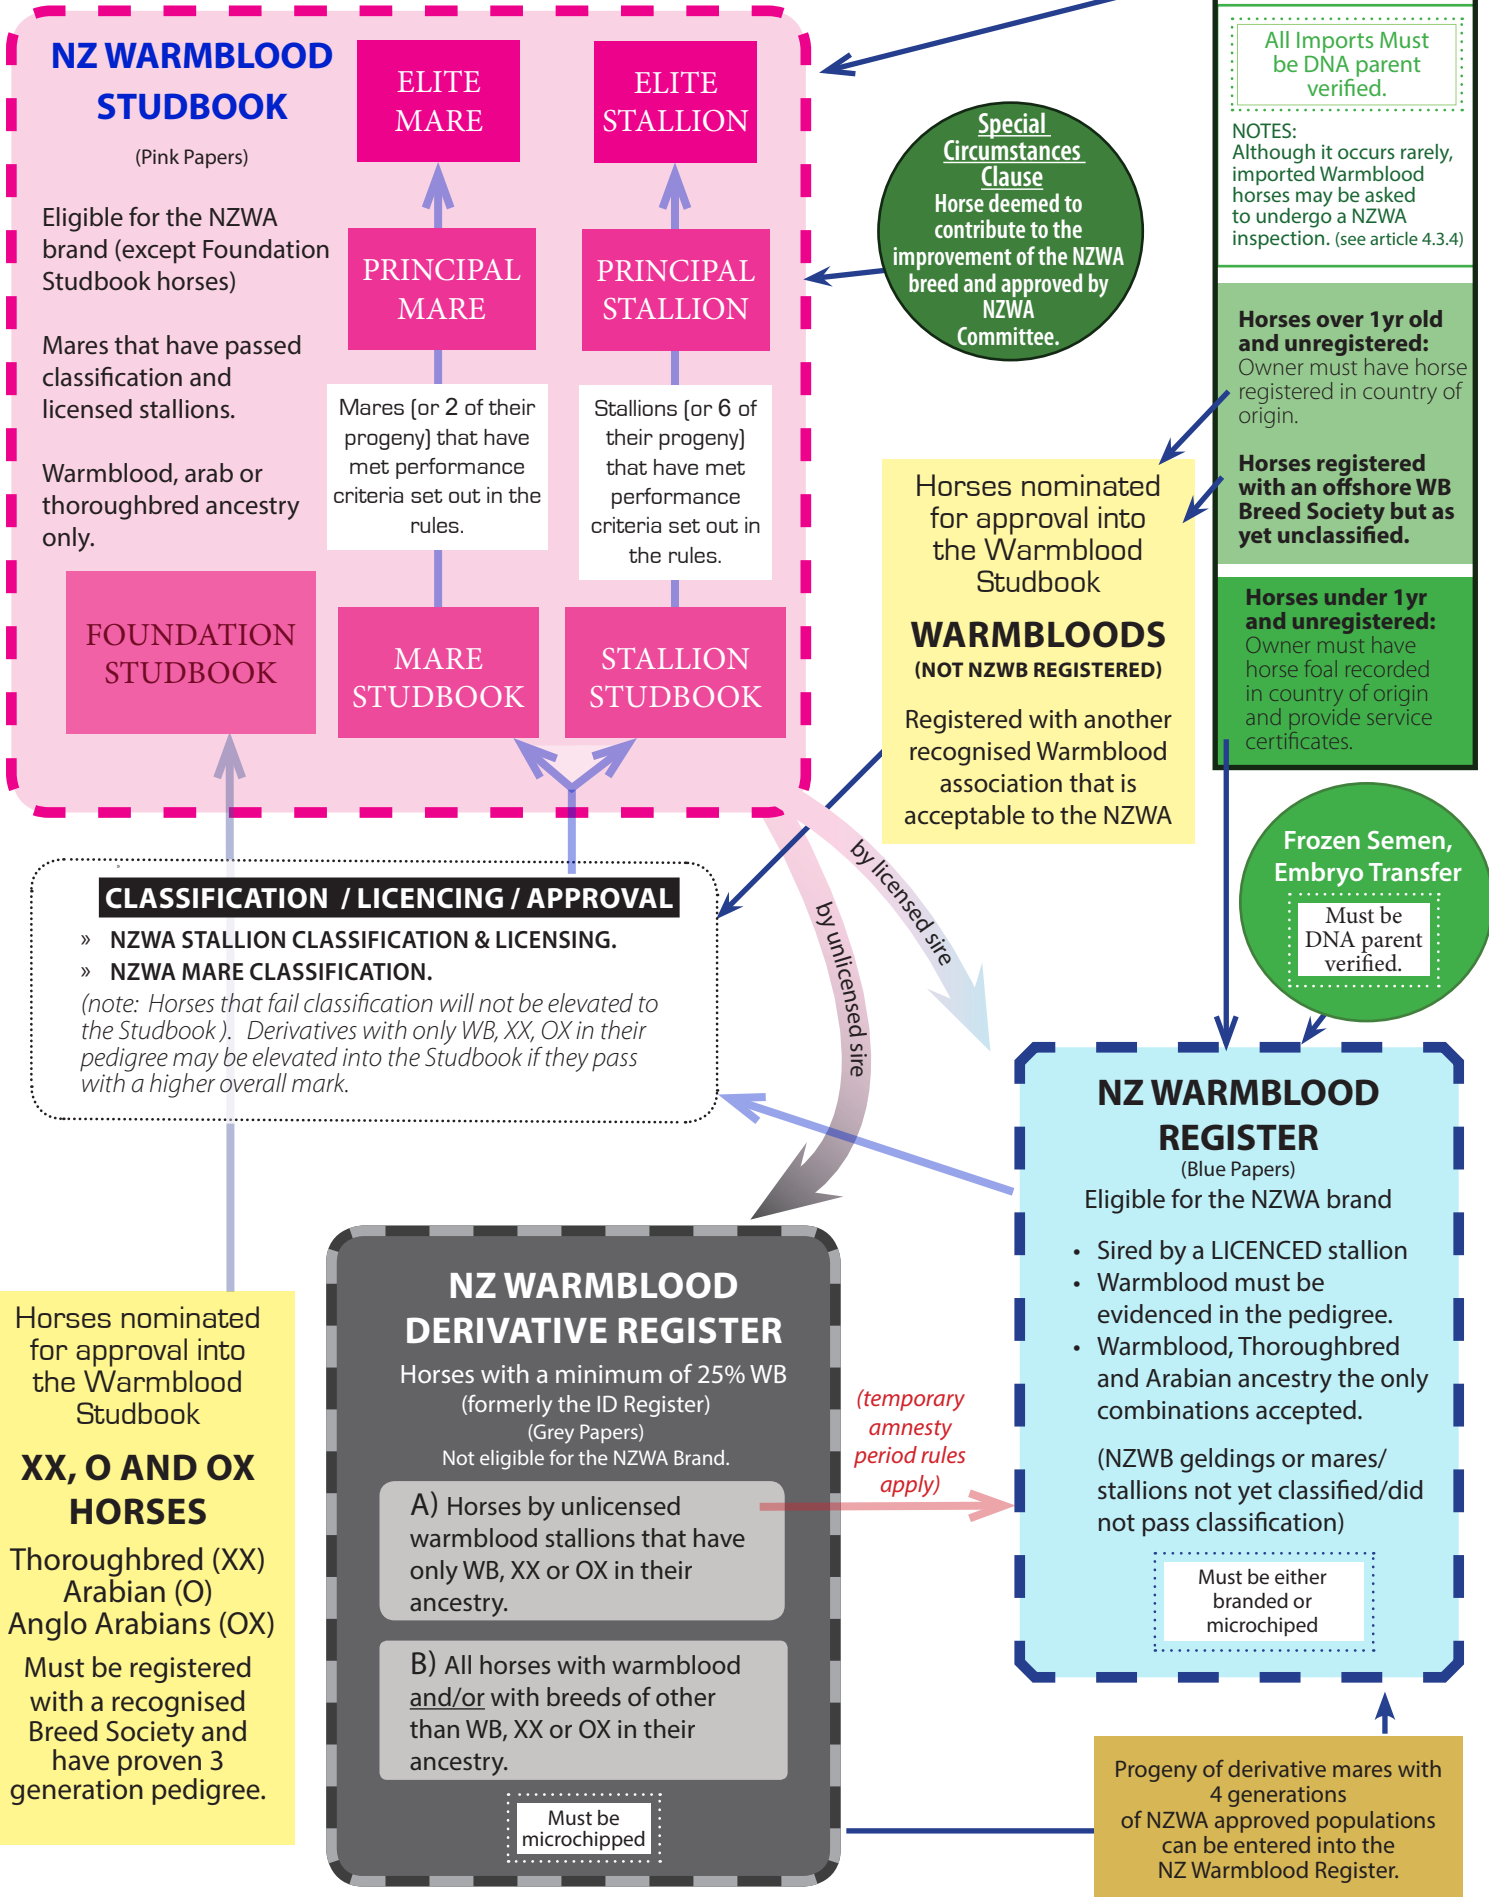 NZ WARMBLOOD
STUDBOOK
(Pink Papers)
Eligible for the NZWA
brand (except Foundation
Studbook horses)
Mares that have passed
classification and
licensed stallions.
Warmblood, arab or
thoroughbred ancestry
only.
ELITE
MARE
ELITE
STALLION
PRINCIPAL
MARE
PRINCIPAL
STALLION
Mares (or 2 of their
progeny) that have
met performance
criteria set out in the
rules.
Stallions (or 6 of
their progeny)
that have met
performance
criteria set out in
the rules.
FOUNDATION
STUDBOOK
MARE
STUDBOOK
STALLION
STUDBOOK
Special
Circumstances
Clause
Horse deemed to
contribute to the
improvement of the NZWA
breed and approved by
NZWA
Committee.
All Imports Must
be DNA parent
verified.
NOTES:
Although it occurs rarely,
imported Warmblood
horses may be asked
to undergo a NZWA
inspection. (see article 4.3.4)
Horses over 1yr old
and unregistered:
Owner must have horse
registered in country of
origin.
Horses registered
with an offshore WB
Breed Society but as
yet unclassified.
Horses under 1yr
and unregistered:
Owner must have
horse foal recorded
in country of origin
and provide service
certificates.
Horses nominated
for approval into
the Warmblood
Studbook
WARMBLOODS
(NOT NZWB REGISTERED)
Registered with another
recognised Warmblood
association that is
acceptable to the NZWA
Frozen Semen,
Embryo Transfer
Must be
DNA parent
verified.
CLASSIFICATION / LICENCING / APPROVAL
» NZWA STALLION CLASSIFICATION & LICENSING.
» NZWA MARE CLASSIFICATION.
(note: Horses that fail classification will not be elevated to
the Studbook ). Derivatives with only WB, XX, OX in their
pedigree may be elevated into the Studbook if they pass
with a higher overall mark.
by unlicensed sire
by licensed sire
NZ WARMBLOOD
REGISTER
(Blue Papers)
Eligible for the NZWA brand
• Sired by a LICENCED stallion
• Warmblood must be
evidenced in the pedigree.
• Warmblood, Thoroughbred
and Arabian ancestry the only
combinations accepted.
(NZWB geldings or mares/
stallions not yet classified/did
not pass classification)
Must be either
branded or
microchiped
NZ WARMBLOOD
DERIVATIVE REGISTER
Horses with a minimum of 25% WB
(formerly the ID Register)
(Grey Papers)
Not eligible for the NZWA Brand.
A) Horses by unlicensed
warmblood stallions that have
only WB, XX or OX in their
ancestry.
B) All horses with warmblood
and/or with breeds of other
than WB, XX or OX in their
ancestry.
Must be
microchipped
(temporary
amnesty
period rules
apply)
Horses nominated
for approval into
the Warmblood
Studbook
XX, O AND OX
HORSES
Thoroughbred (XX)
Arabian (O)
Anglo Arabians (OX)
Must be registered
with a recognised
Breed Society and
have proven 3
generation pedigree.
Progeny of derivative mares with
4 generations
of NZWA approved populations
can be entered into the
NZ Warmblood Register.